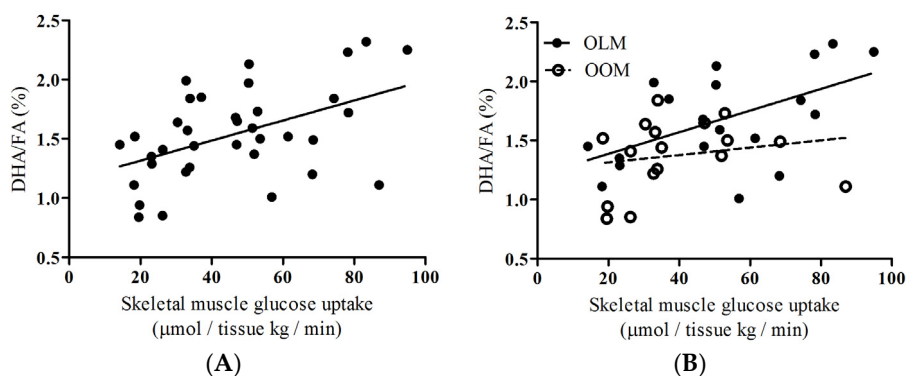 2.5
2.0
1.5
1.0
0.5
DHA/FA (%)
0 20 40 60 80 100
Skeletal muscle glucose uptake
(μmol / tissue kg / min)
(A)
2.5
2.0
1.5
1.0
0.5
DHA/FA (%)
OLM
OOM
0 20 40 60 80 100
Skeletal muscle glucose uptake
(μmol / tissue kg / min)
(B)